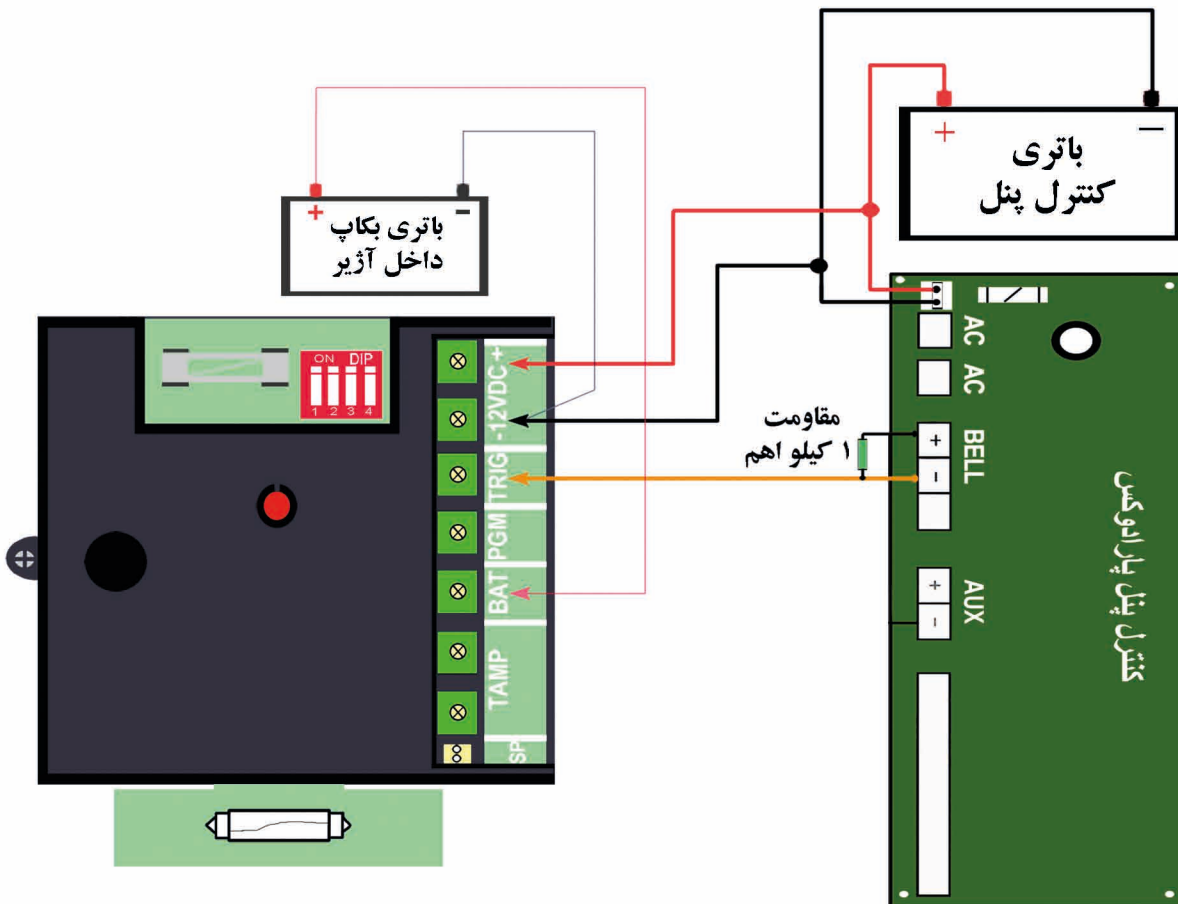 باتری
کنترل پنل
+
−
باتری بکاپ
داخل آژیر
+
−
ON DIP
1 2 3 4
-12VDC+
TRIG
PGM
BAT
TAMP
SP
مقاومت
۱ کیلو اهم
AC
AC
BELL
+
-
AUX
+
-
کنترل پنل پارادوکس